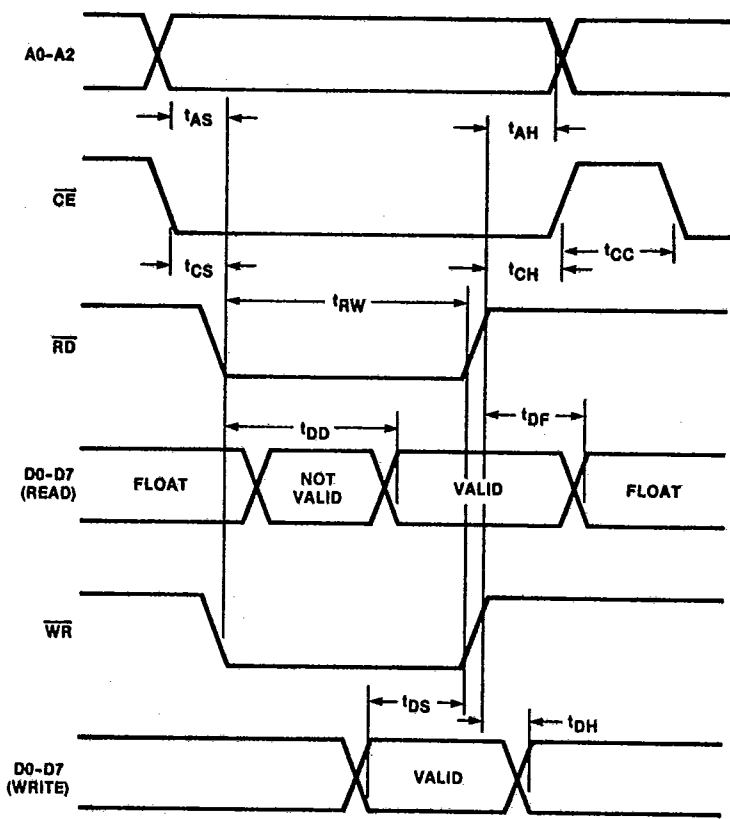 A0-A2
tAS
tAH
CE
tCS
tCH
tCC
tRW
RD
tDD
tDF
D0-D7
(READ)
FLOAT
NOT
VALID
VALID
FLOAT
WR
tDS
tDH
D0-D7
(WRITE)
VALID